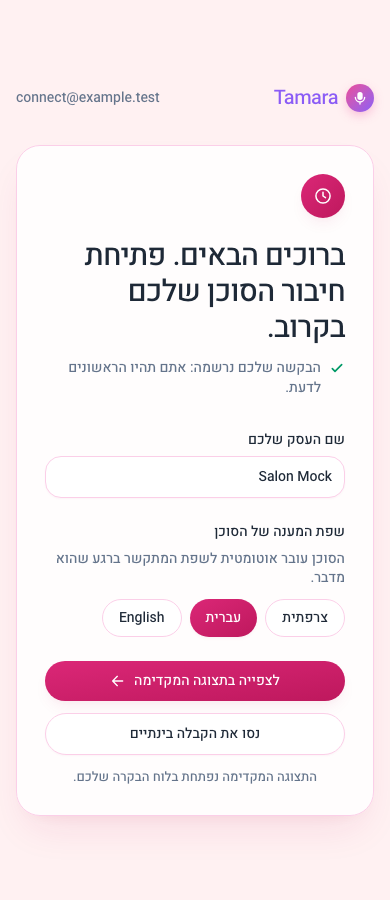 Tamara
connect@example.test
ברוכים הבאים. פתיחת
חיבור הסוכן שלכם
בקרוב.
הבקשה שלכם נרשמה: אתם תהיו הראשונים
לדעת.
שם העסק שלכם
Salon Mock
שפת המענה של הסוכן
הסוכן עובר אוטומטית לשפת המתקשר ברגע שהוא
מדבר.
צרפתית
עברית
English
לצפייה בתצוגה המקדימה
נסו את הקבלה בינתיים
התצוגה המקדימה נפתחת בלוח הבקרה שלכם.